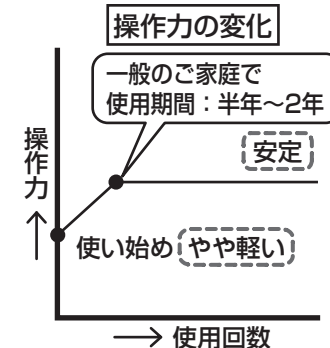 操作力の変化
一般のご家庭で
使用期間：半年～2年
安定
操作力
使い始め やや軽い
使用回数